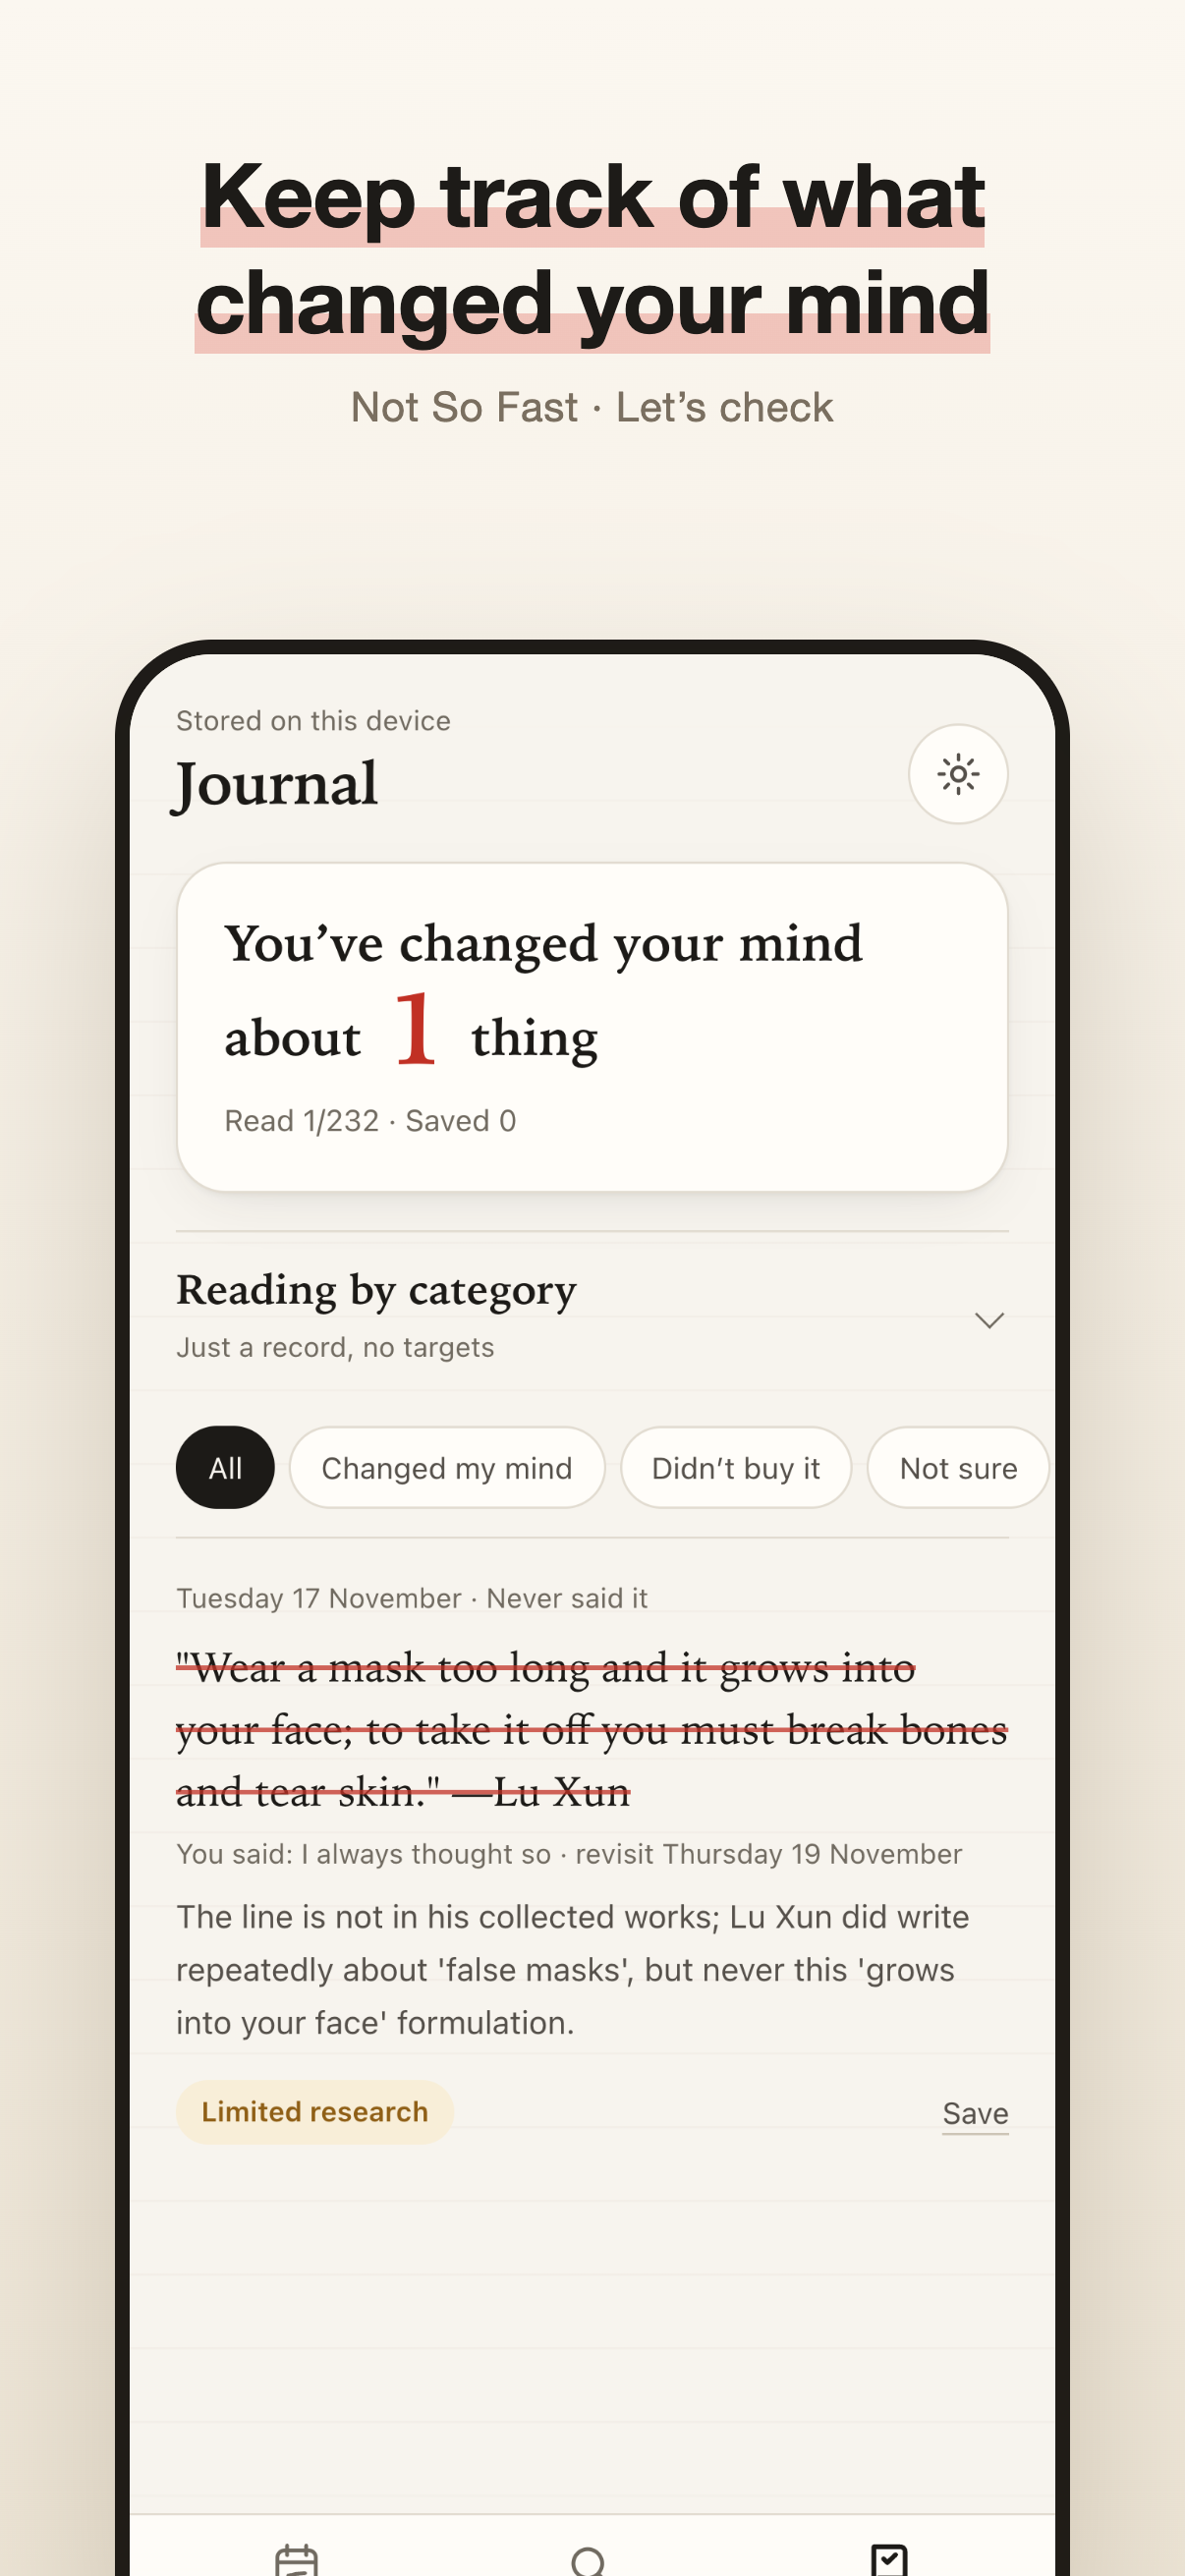 Keep track of what
changed your mind
Not So Fast · Let’s check
Stored on this device
Journal
You’ve changed your mind
about 1 thing
Read 1/232 · Saved 0
Reading by category
Just a record, no targets
All
Changed my mind
Didn’t buy it
Not sure
Tuesday 17 November · Never said it
"Wear a mask too long and it grows into
your face; to take it off you must break bones
and tear skin." —Lu Xun
You said: I always thought so · revisit Thursday 19 November
The line is not in his collected works; Lu Xun did write
repeatedly about 'false masks', but never this 'grows
into your face' formulation.
Limited research
Save